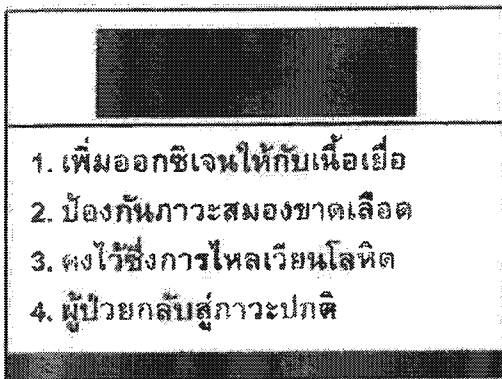 1. เพิ่มออกซิเจนให้กับเนื้อเยื่อ
2. ป้องกันภาวะสมองขาดเลือด
3. คงไว้ซึ่งการไหลเวียนโลหิต
4. ผู้ป่วยกลับสู่ภาวะปกติ